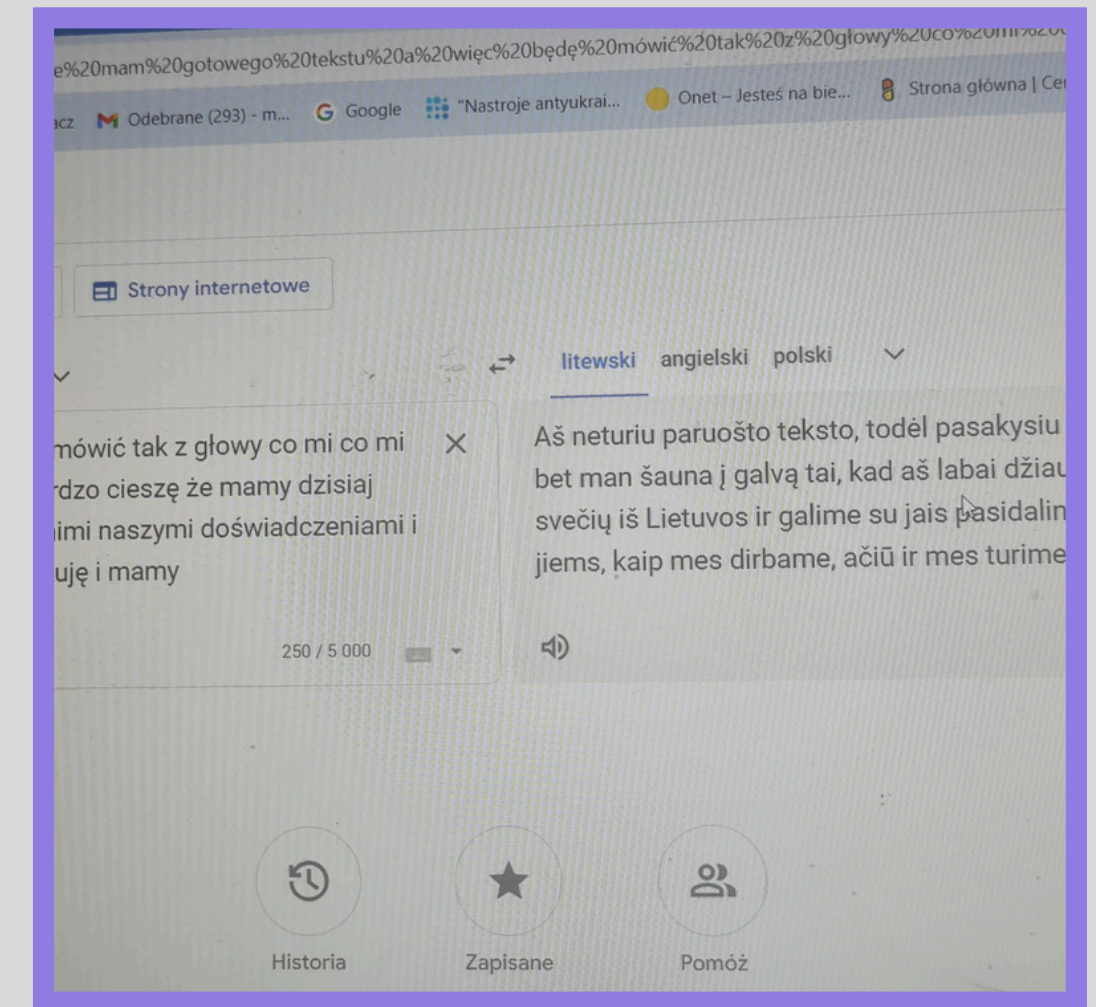 e%20mam%20gotowego%20tekstu%20a%20więc%20będę%20mówić%20tak%20z%20głowy%20co%20mi%20
acz Odebrane (293) - m... Google "Nastroje antyukrai... Onet – Jesteś na bie... Strona główna | Cer
Strony internetowe
litewski angielski polski
mówić tak z głowy co mi co mi
rdzo cieszę że mamy dzisiaj
imi naszymi doświadczeniami i
uję i mamy
250 / 5 000
Aš neturiu paruošto teksto, todėl pasakysiu
bet man šauna į galvą tai, kad aš labai džiau
svečių iš Lietuvos ir galime su jais pasidalin
jiems, kaip mes dirbame, ačiū ir mes turime
Historia Zapisane Pomóż